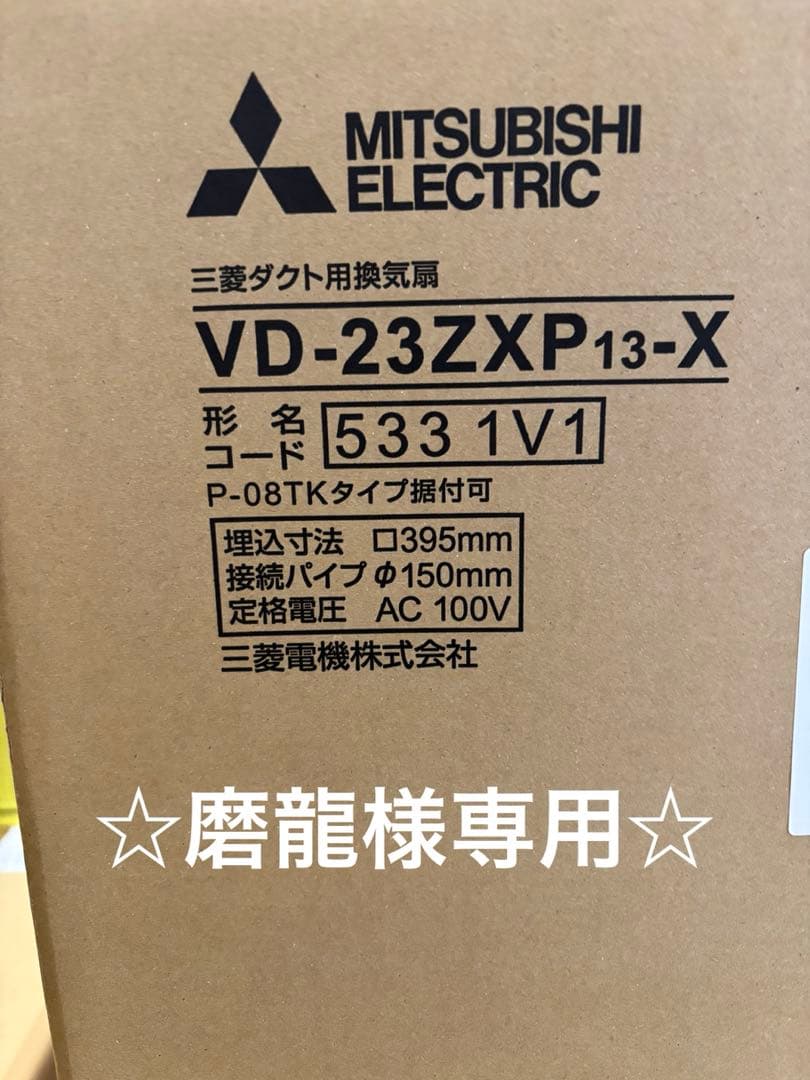 MITSUBISHI
ELECTRIC
三菱ダクト用換気扇
VD-23ZXP13-X
形名
コード 5331V1
P-08TKタイプ据付可
埋込寸法 □395mm
接続パイプ Φ150mm
定格電圧 AC 100V
三菱電機株式会社
☆磨龍様専用☆